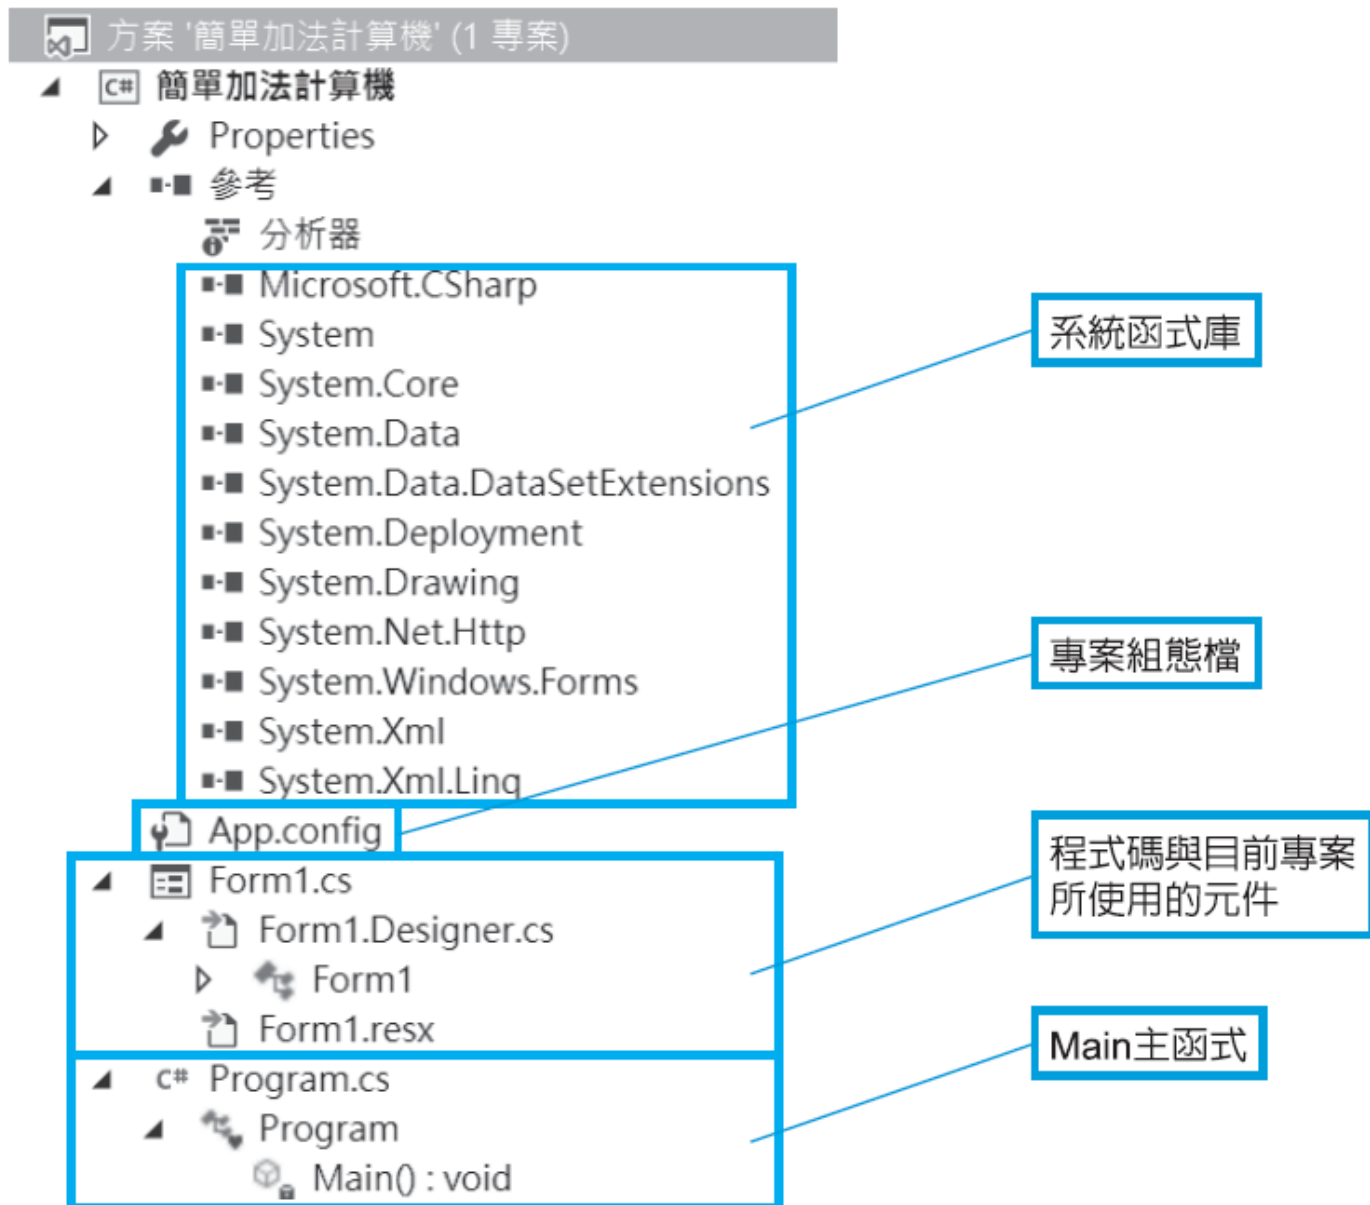 方案 '簡單加法計算機' (1 專案)
C# 簡單加法計算機
Properties
參考
分析器
Microsoft.CSharp
System
系統函式庫
System.Core
System.Data
System.Data.DataSetExtensions
System.Deployment
System.Drawing
System.Net.Http
專案組態檔
System.Windows.Forms
System.Xml
System.Xml.Linq
App.config
程式碼與目前專案
所使用的元件
Form1.cs
Form1.Designer.cs
Form1
Form1.resx
Main主函式
C# Program.cs
Program
Main() : void